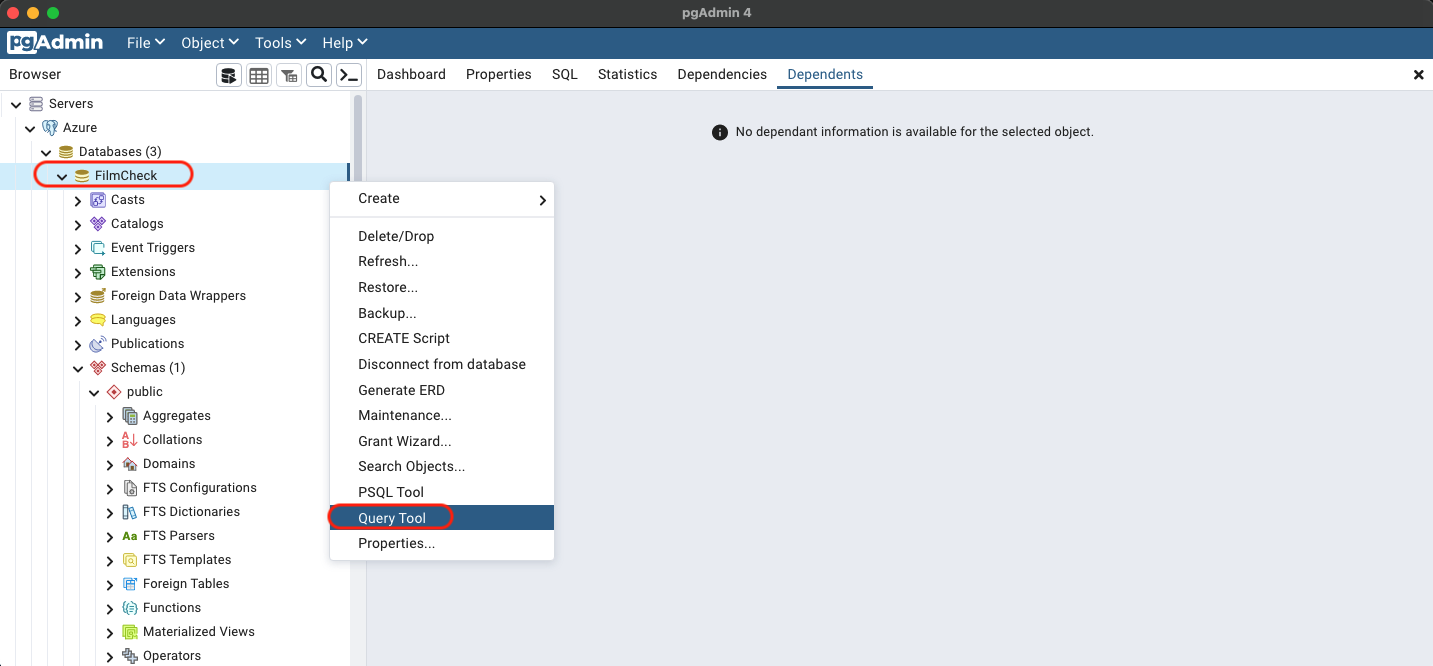 pgAdmin 4
pgAdmin File Object Tools Help
Browser Dashboard Properties SQL Statistics Dependencies Dependents
Servers
Azure
Databases (3)
FilmCheck
Casts
Catalogs
Event Triggers
Extensions
Foreign Data Wrappers
Languages
Publications
Schemas (1)
public
Aggregates
Collations
Domains
FTS Configurations
FTS Dictionaries
Aa FTS Parsers
FTS Templates
Foreign Tables
Functions
Materialized Views
Operators
Create
Delete/Drop
Refresh...
Restore...
Backup...
CREATE Script
Disconnect from database
Generate ERD
Maintenance...
Grant Wizard...
Search Objects...
PSQL Tool
Query Tool
Properties...
No dependant information is available for the selected object.